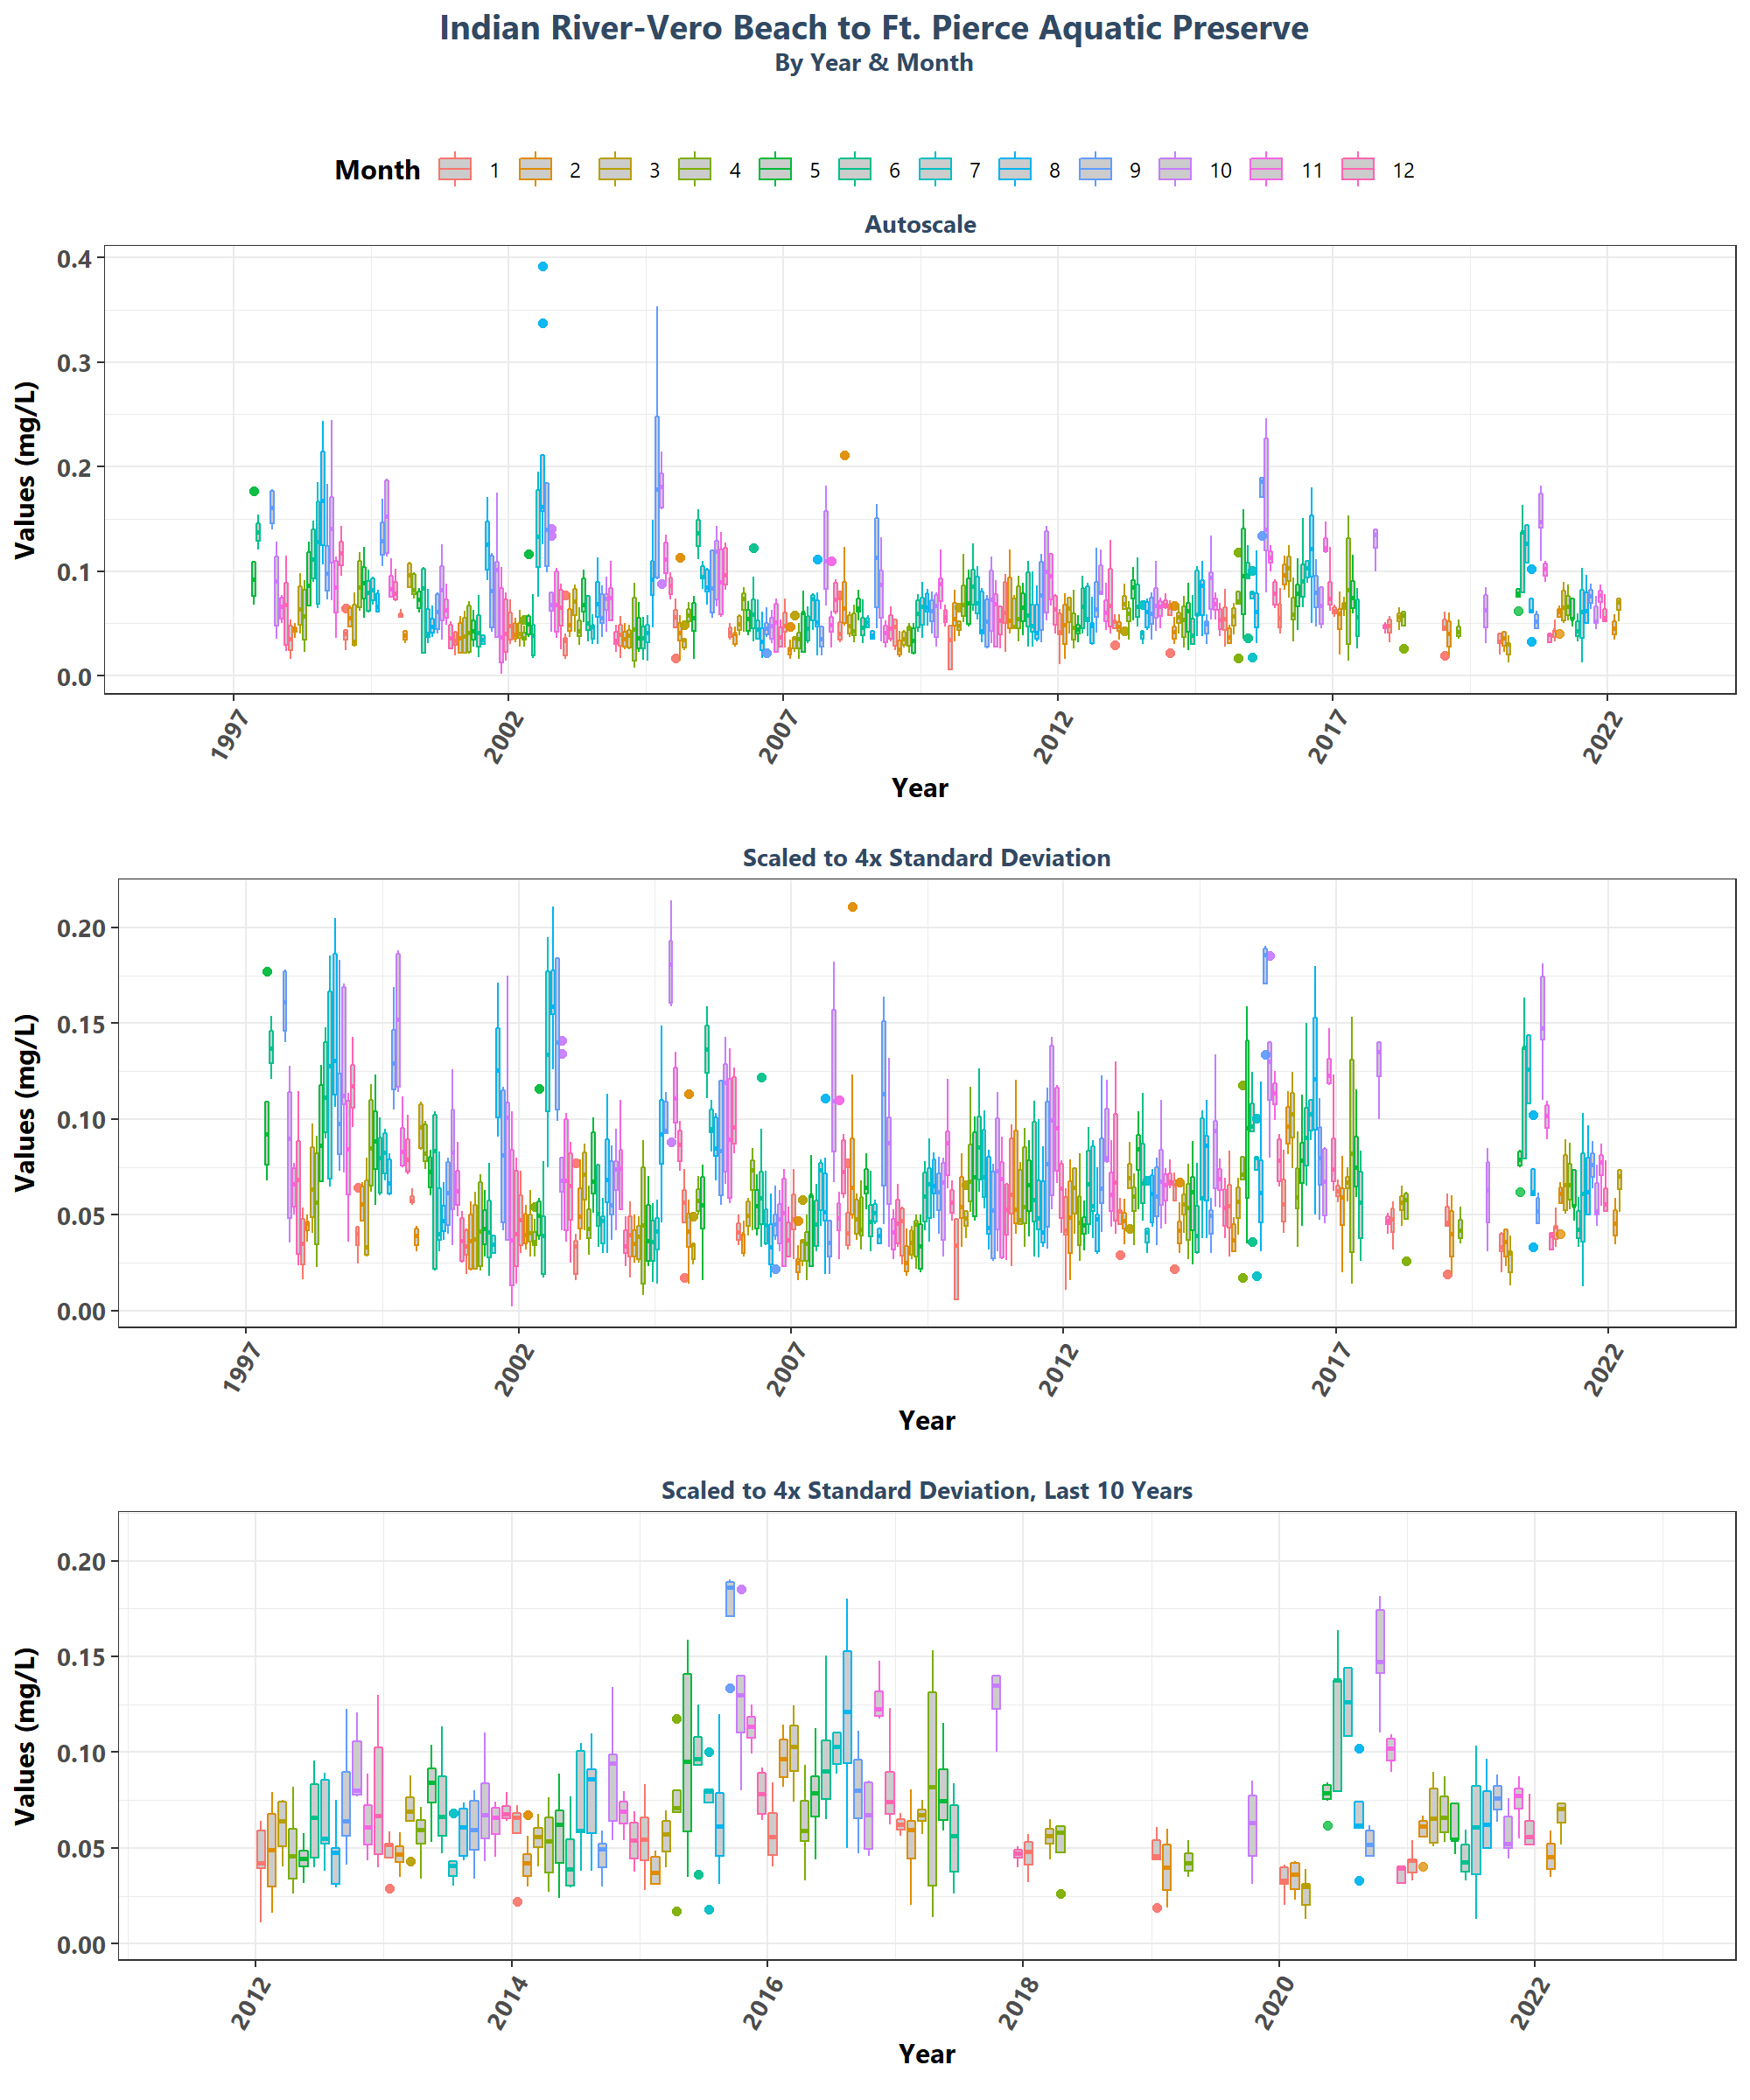 Indian River-Vero Beach to Ft. Pierce Aquatic Preserve
By Year & Month
Month 1 2 3 4 5 6 7 8 9 10 11 12
Autoscale
Values (mg/L)
0.4
0.3
0.2
0.1
0.0
1997 2002 2007 2012 2017 2022
Year
Scaled to 4x Standard Deviation
Values (mg/L)
0.20
0.15
0.10
0.05
0.00
1997 2002 2007 2012 2017 2022
Year
Scaled to 4x Standard Deviation, Last 10 Years
Values (mg/L)
0.20
0.15
0.10
0.05
0.00
2012 2014 2016 2018 2020 2022
Year